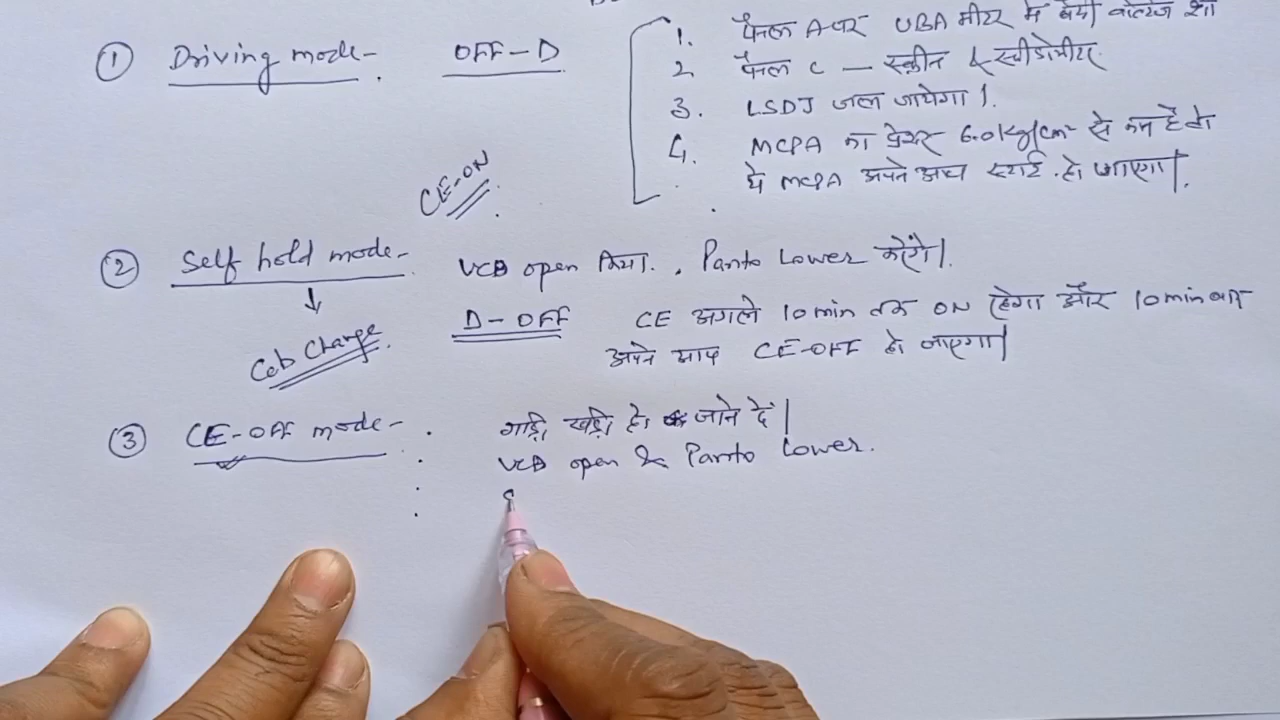 ① Driving mode- OFF-D
1. पैनल A पर UBA मीटर में बैट्री वोल्टेज शो
2 पैनल C — स्क्रीन & स्पीडोमीटर
3. LSDJ जल जायेगा।
4. MCPA का प्रेशर 6.0kg/cm² से कम है तो
ये MCPA अपने आप स्टार्ट हो जाएगा।
CE-ON
② Self hold mode- VCB open किया. , Panto Lower करेंगे।
↓
Cab Change
D-OFF CE अगले 10 min तक ON रहेगा और 10 min बाद
अपने आप CE-OFF हो जाएगा।
③ CE-OFF mode- गाड़ी खड़ी हो जाने दें।
VCB open & Panto Lower.